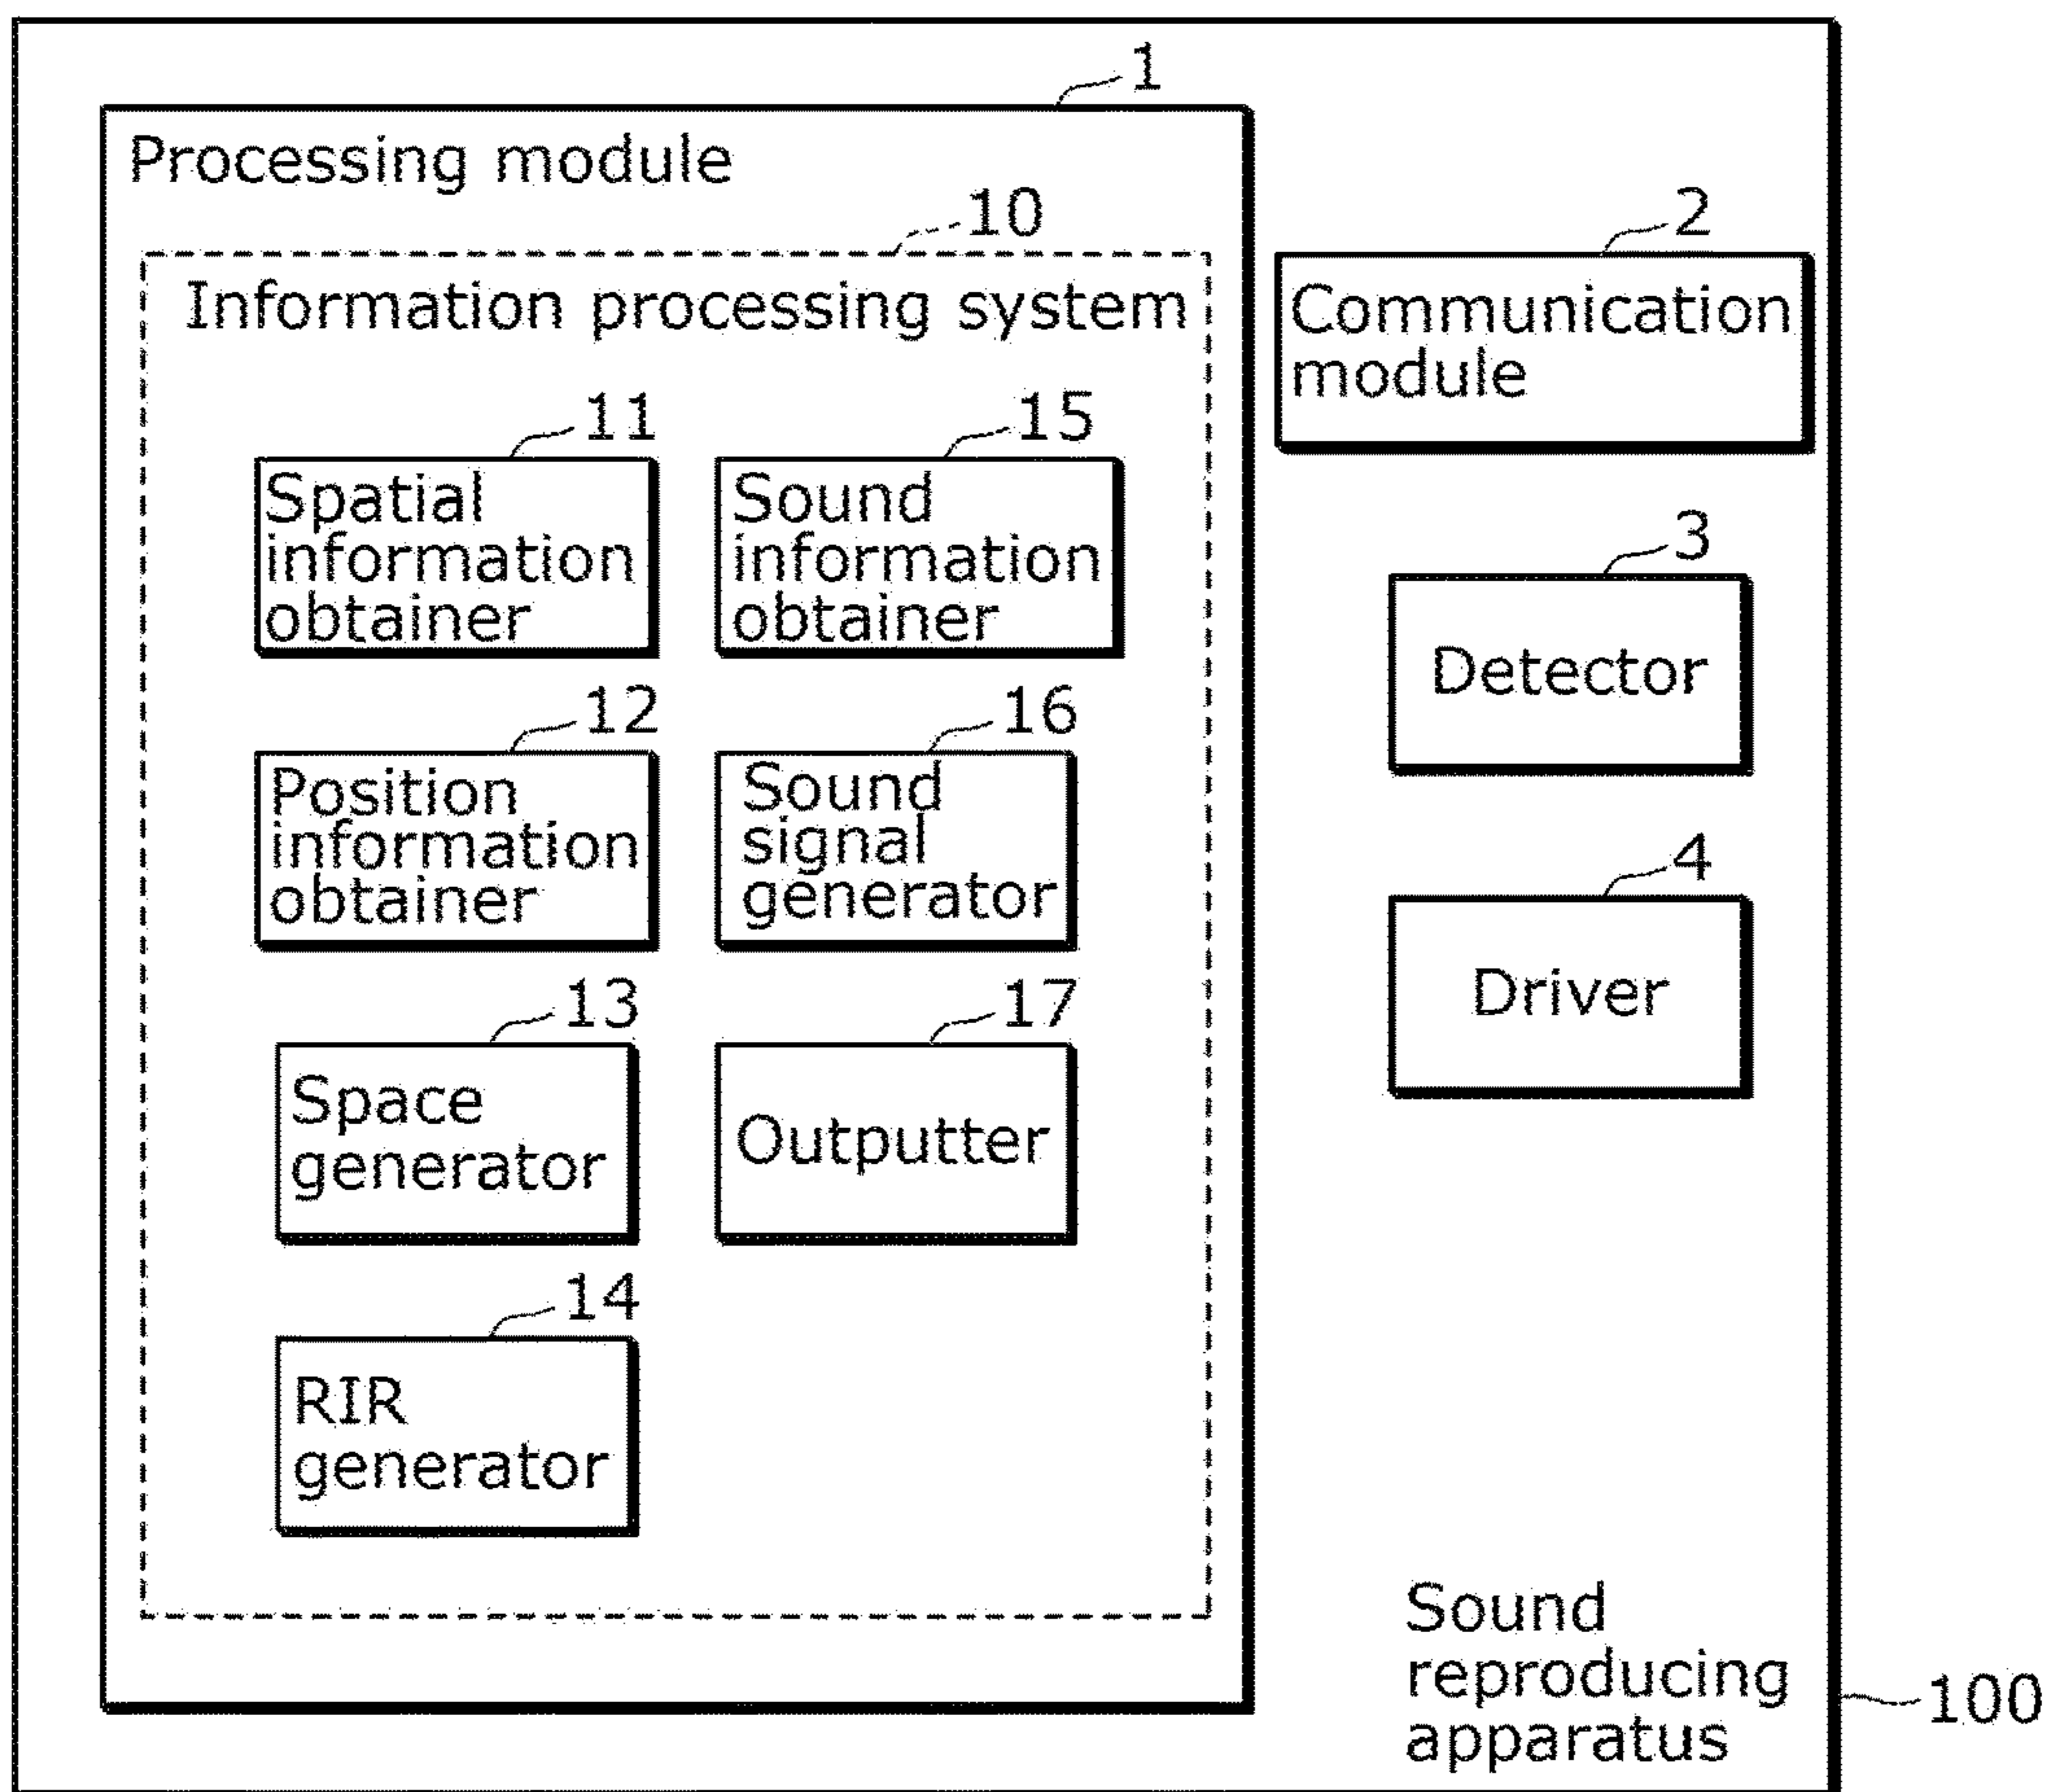 1
Processing module
10
Information processing system
11
Spatial
information
obtainer
15
Sound
information
obtainer
12
Position
information
obtainer
16
Sound
signal
generator
13
Space
generator
17
Outputter
14
RIR
generator
2
Communication
module
3
Detector
4
Driver
Sound
reproducing
apparatus
100